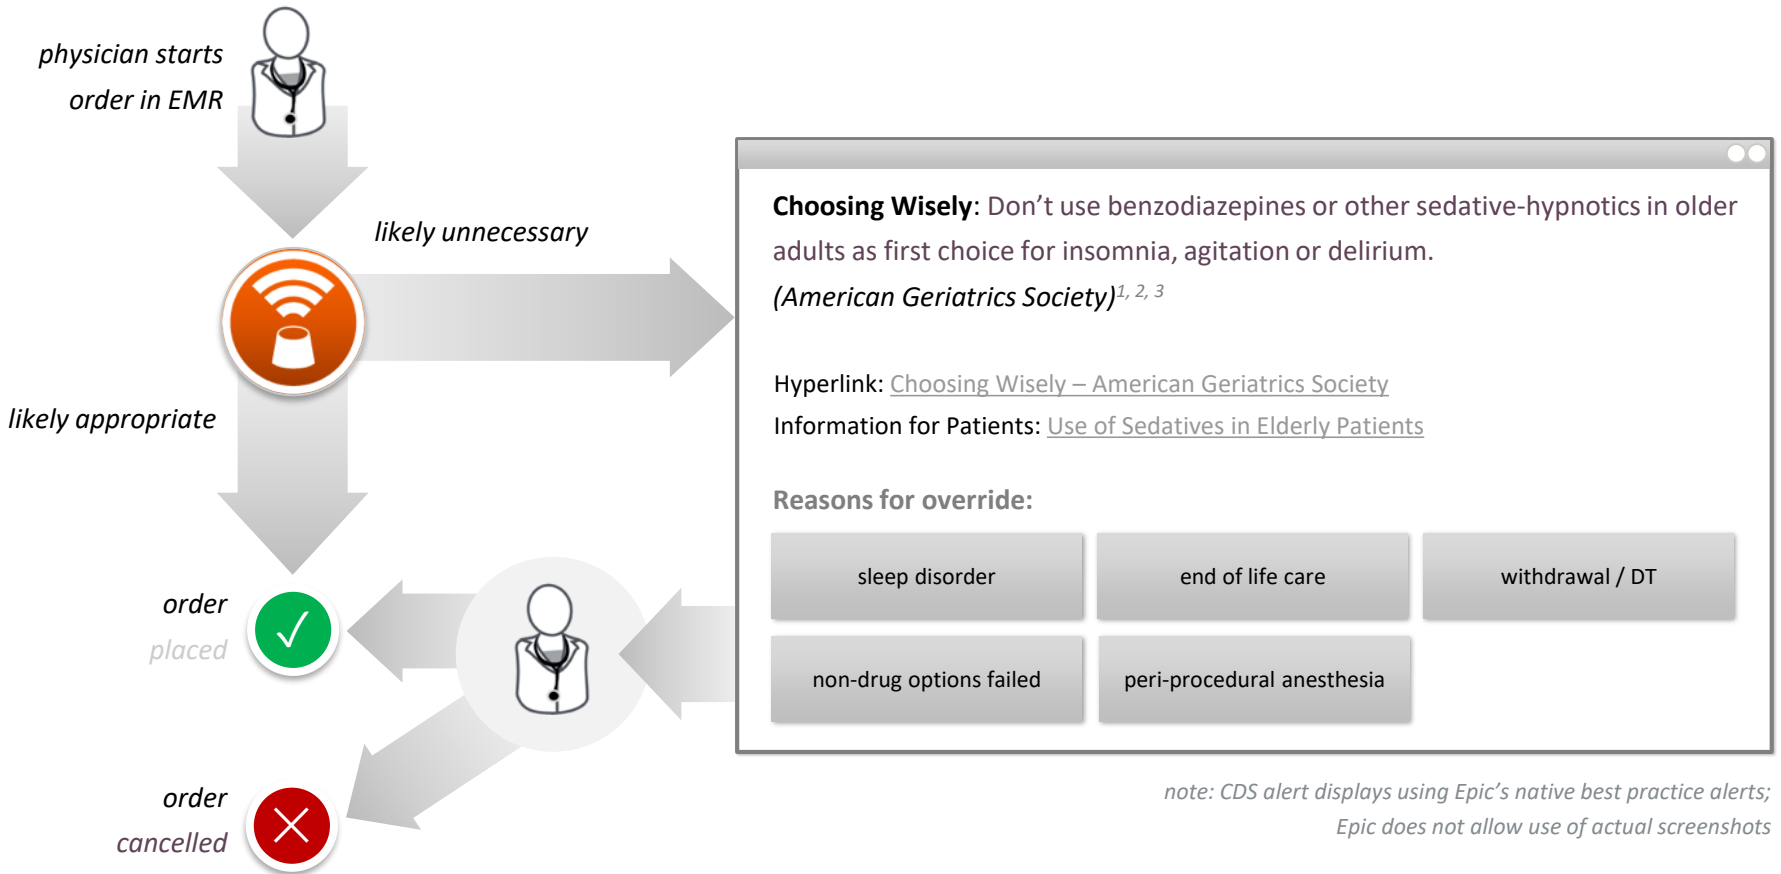 physician starts
order in EMR
likely unnecessary
likely appropriate
Choosing Wisely: Don’t use benzodiazepines or other sedative-hypnotics in older
adults as first choice for insomnia, agitation or delirium.
(American Geriatrics Society)1, 2, 3
Hyperlink: Choosing Wisely – American Geriatrics Society
Information for Patients: Use of Sedatives in Elderly Patients
Reasons for override:
sleep disorder
end of life care
withdrawal / DT
non-drug options failed
peri-procedural anesthesia
order
placed
order
cancelled
note: CDS alert displays using Epic’s native best practice alerts;
Epic does not allow use of actual screenshots